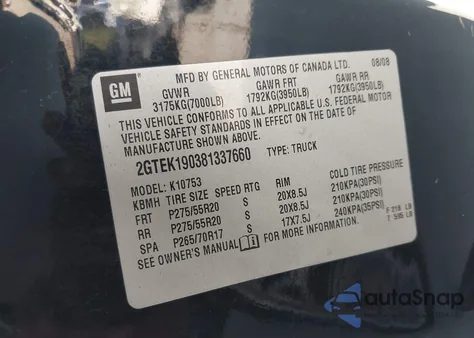 GM
MFD BY GENERAL MOTORS OF CANADA LTD. 08/08
GVWR GAWR FRT GAWR RR
3175KG(7000LB) 1792KG(3950LB) 1792KG(3950LB)
THIS VEHICLE CONFORMS TO ALL APPLICABLE U.S. FEDERAL MOTOR
VEHICLE SAFETY STANDARDS IN EFFECT ON THE DATE OF
MANUFACTURE SHOWN ABOVE.
2GTEK190381337660 TYPE: TRUCK
MODEL: K10753
KBMH TIRE SIZE SPEED RTG RIM COLD TIRE PRESSURE
FRT P275/55R20 S 20X8.5J 210KPA(30PSI)
RR P275/55R20 S 20X8.5J 210KPA(30PSI)
SPA P265/70R17 S 17X7.5J 240KPA(35PSI)
F 218 LB
T 595 LB
SEE OWNER'S MANUAL
autoSnap